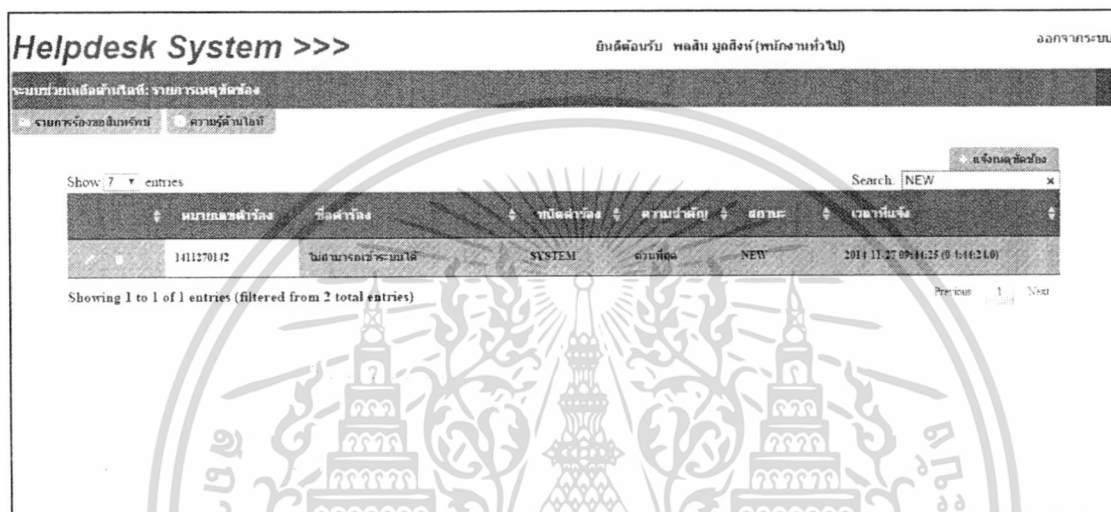 Helpdesk System >>>
ยินดีต้อนรับ พลสิน มูลสิงห์ (พนักงานทั่วไป)
ออกจากระบบ
ระบบช่วยเหลือด้านไอที: รายการเหตุขัดข้อง
รายการร้องขอสินทรัพย์ ความรู้ด้านไอที
แจ้งเหตุขัดข้อง
Show 7 entries
Search: NEW x
หมายเลขคำร้อง ชื่อคำร้อง ชนิดคำร้อง ความสำคัญ สถานะ เวลาที่แจ้ง
1411270142 ไม่สามารถเข้าระบบได้ SYSTEM ด่วนที่สุด NEW 2014-11-27 09:44:25
Showing 1 to 1 of 1 entries (filtered from 2 total entries)
Previous 1 Next